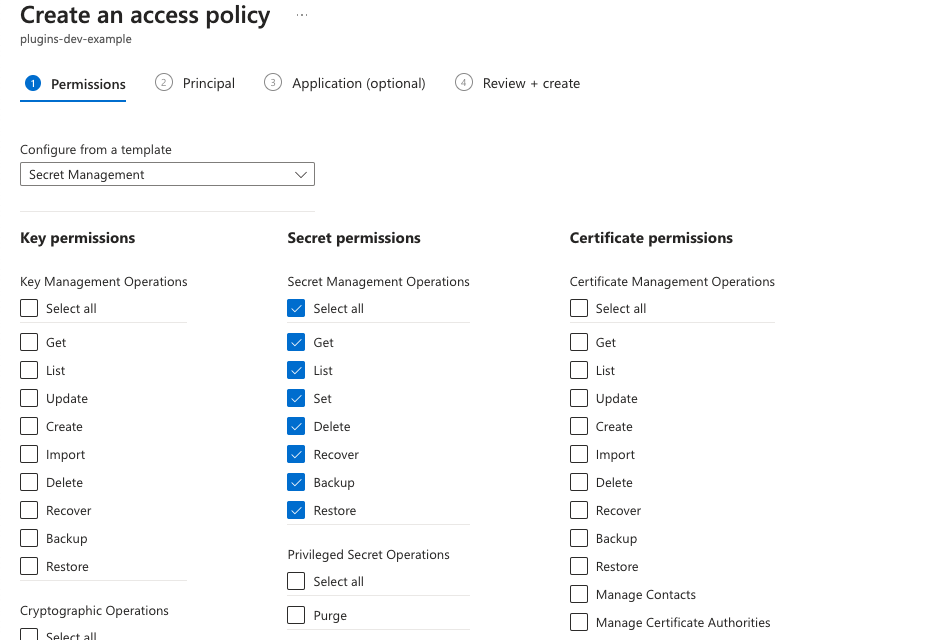 Create an access policy ...
plugins-dev-example
1 Permissions 2 Principal 3 Application (optional) 4 Review + create
Configure from a template
Secret Management
Key permissions
Key Management Operations
Select all
Get
List
Update
Create
Import
Delete
Recover
Backup
Restore
Cryptographic Operations
Select all
Secret permissions
Secret Management Operations
Select all
Get
List
Set
Delete
Recover
Backup
Restore
Privileged Secret Operations
Select all
Purge
Certificate permissions
Certificate Management Operations
Select all
Get
List
Update
Create
Import
Delete
Recover
Backup
Restore
Manage Contacts
Manage Certificate Authorities